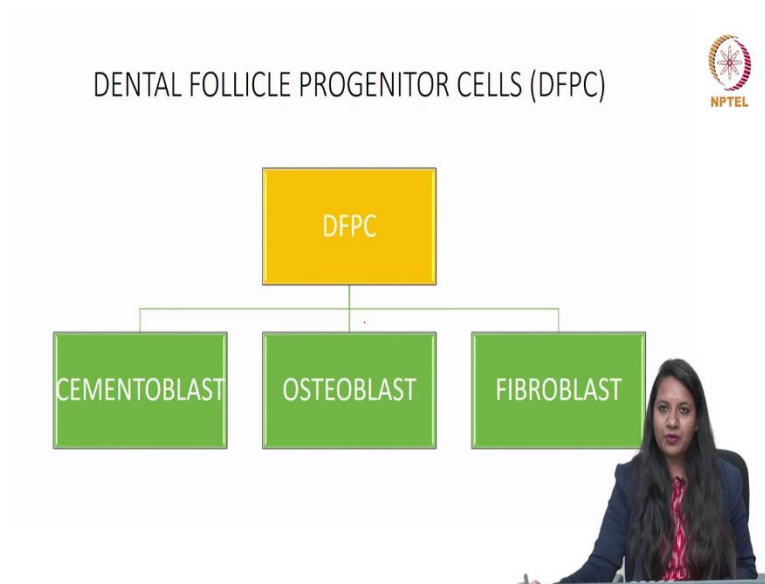 DENTAL FOLLICLE PROGENITOR CELLS (DFPC)
NPTEL
DFPC
CEMENTOBLAST
OSTEOBLAST
FIBROBLAST